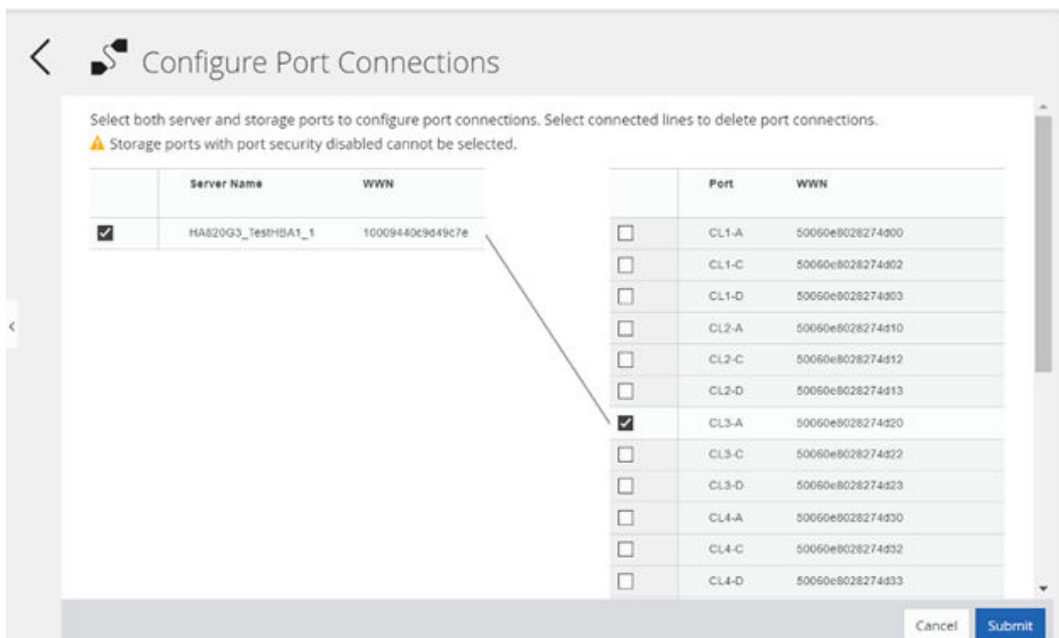 Configure Port Connections
Select both server and storage ports to configure port connections. Select connected lines to delete port connections.
Storage ports with port security disabled cannot be selected.
Server Name WWN
HA820G3_TestHBA1_1 10009440c9d49c7e
Port WWN
CL1-A 50060e8028274d00
CL1-C 50060e8028274d02
CL1-D 50060e8028274d03
CL2-A 50060e8028274d10
CL2-C 50060e8028274d12
CL2-D 50060e8028274d13
CL3-A 50060e8028274d20
CL3-C 50060e8028274d22
CL3-D 50060e8028274d23
CL4-A 50060e8028274d30
CL4-C 50060e8028274d32
CL4-D 50060e8028274d33
Cancel Submit